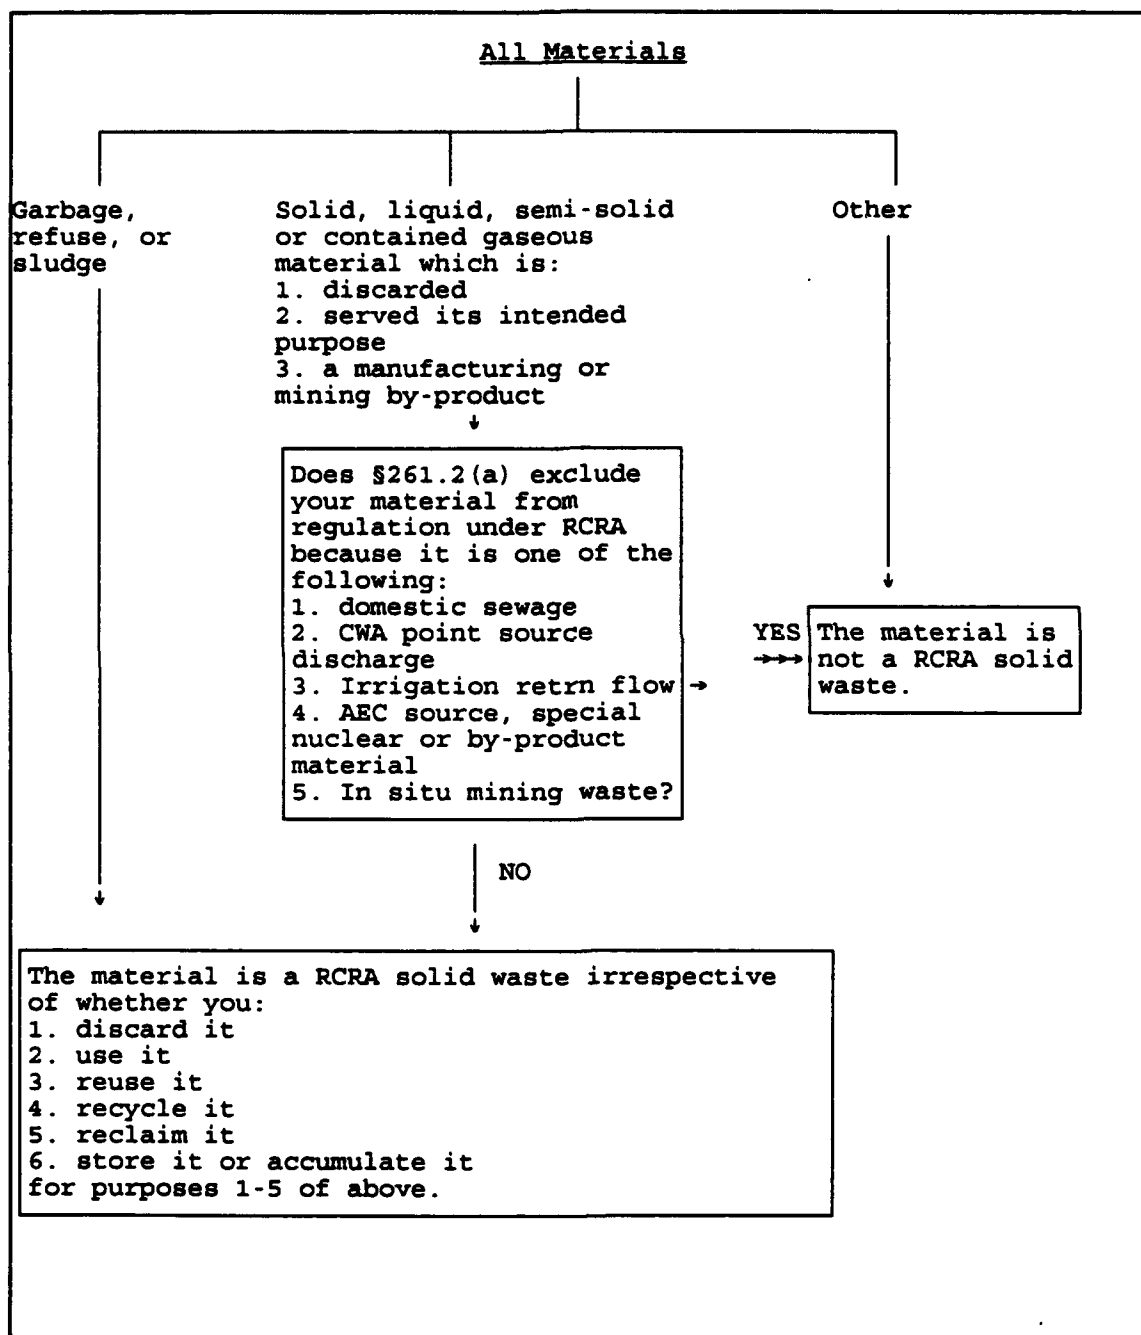 All Materials
Garbage,
refuse, or
sludge
Solid, liquid, semi-solid
or contained gaseous
material which is:
1. discarded
2. served its intended
purpose
3. a manufacturing or
mining by-product
Other
Does §261.2(a) exclude
your material from
regulation under RCRA
because it is one of the
following:
1. domestic sewage
2. CWA point source
discharge
3. Irrigation retrn flow
4. AEC source, special
nuclear or by-product
material
5. In situ mining waste?
YES
The material is
not a RCRA solid
waste.
NO
The material is a RCRA solid waste irrespective
of whether you:
1. discard it
2. use it
3. reuse it
4. recycle it
5. reclaim it
6. store it or accumulate it
for purposes 1-5 of above.